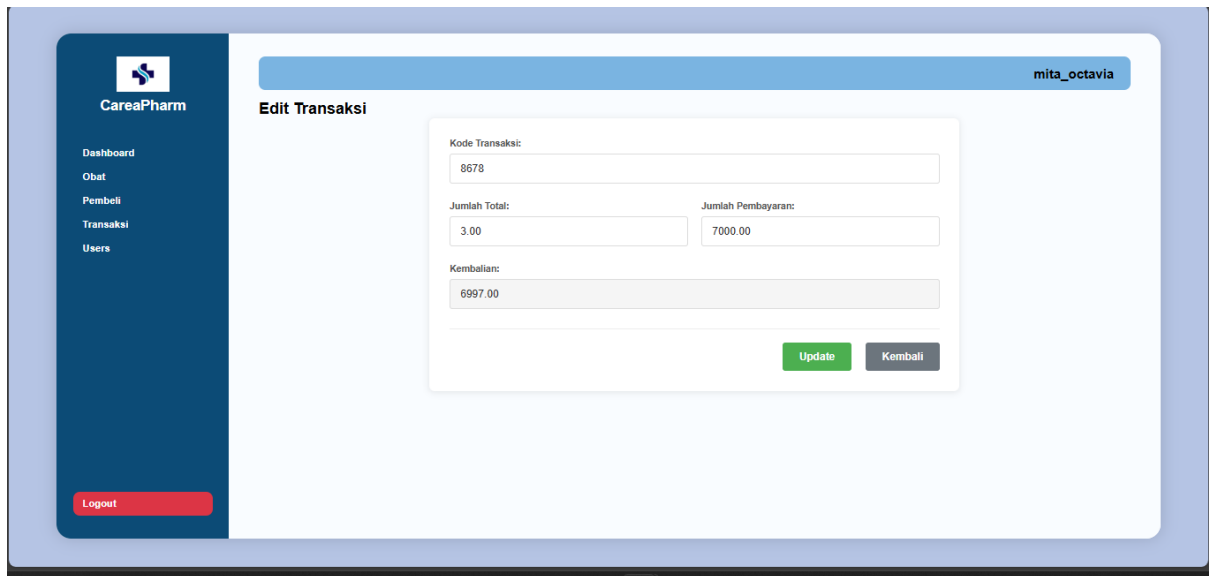 CareaPharm
Dashboard
Obat
Pembeli
Transaksi
Users
Logout
mita_octavia
Edit Transaksi
Kode Transaksi:
8678
Jumlah Total: Jumlah Pembayaran:
3.00 7000.00
Kembalian:
6997.00
Update Kembali